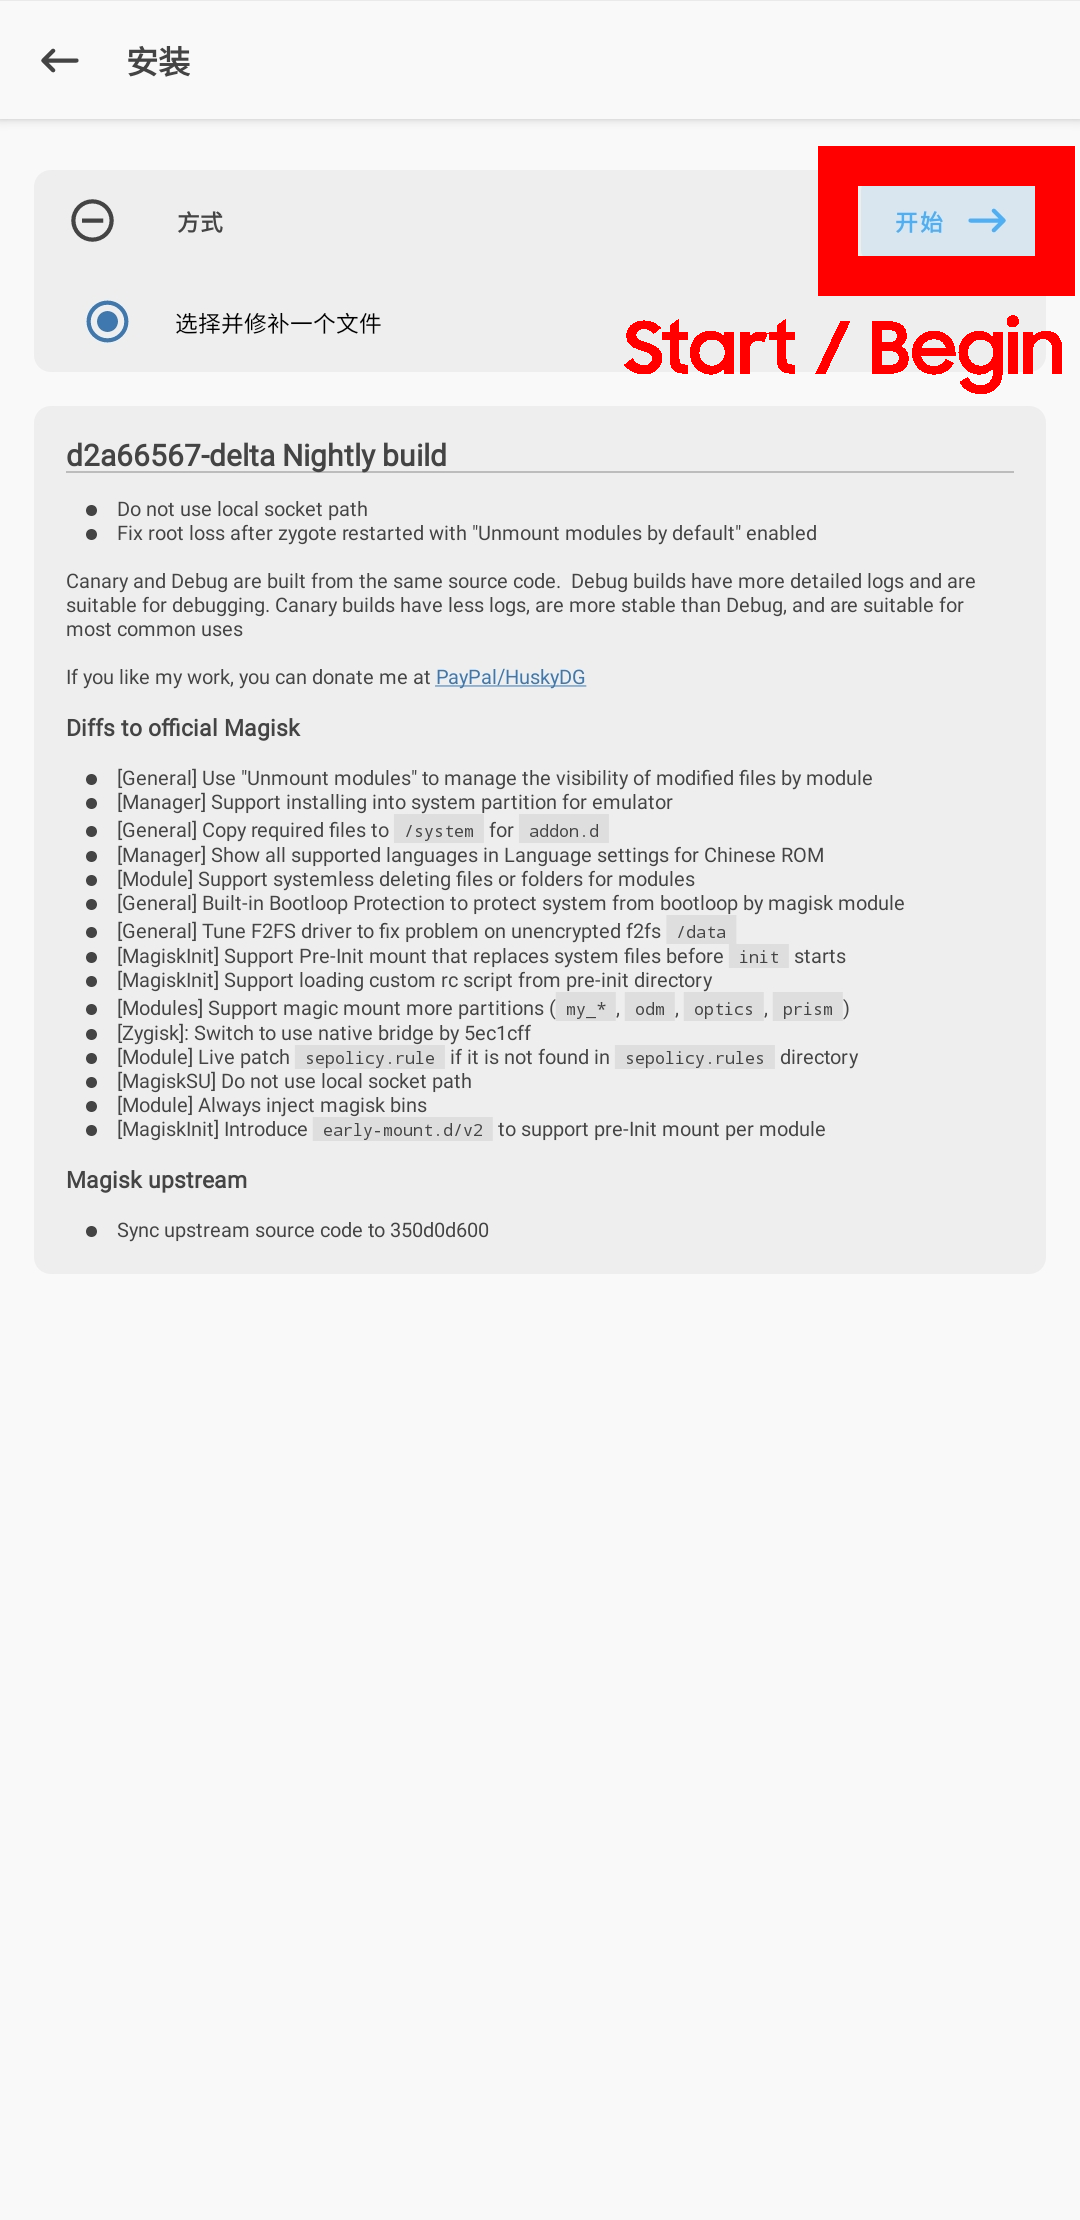 安装
方式
开始
选择并修补一个文件
Start / Begin
d2a66567-delta Nightly build
Do not use local socket path
Fix root loss after zygote restarted with "Unmount modules by default" enabled
Canary and Debug are built from the same source code.  Debug builds have more detailed logs and are
suitable for debugging. Canary builds have less logs, are more stable than Debug, and are suitable for
most common uses
If you like my work, you can donate me at PayPal/HuskyDG
Diffs to official Magisk
[General] Use "Unmount modules" to manage the visibility of modified files by module
[Manager] Support installing into system partition for emulator
[General] Copy required files to /system for addon.d
[Manager] Show all supported languages in Language settings for Chinese ROM
[Module] Support systemless deleting files or folders for modules
[General] Built-in Bootloop Protection to protect system from bootloop by magisk module
[General] Tune F2FS driver to fix problem on unencrypted f2fs /data
[MagiskInit] Support Pre-Init mount that replaces system files before init starts
[MagiskInit] Support loading custom rc script from pre-init directory
[Modules] Support magic mount more partitions ( my_* , odm , optics , prism )
[Zygisk]: Switch to use native bridge by 5ec1cff
[Module] Live patch sepolicy.rule if it is not found in sepolicy.rules directory
[MagiskSU] Do not use local socket path
[Module] Always inject magisk bins
[MagiskInit] Introduce early-mount.d/v2 to support pre-Init mount per module
Magisk upstream
Sync upstream source code to 350d0d600